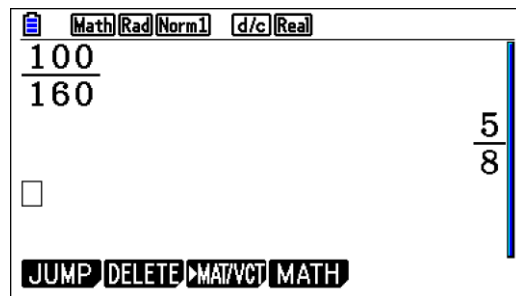 Math Rad Norm1 d/c Real
100
160
5
8
JUMP DELETE ▶MAT/VCT MATH